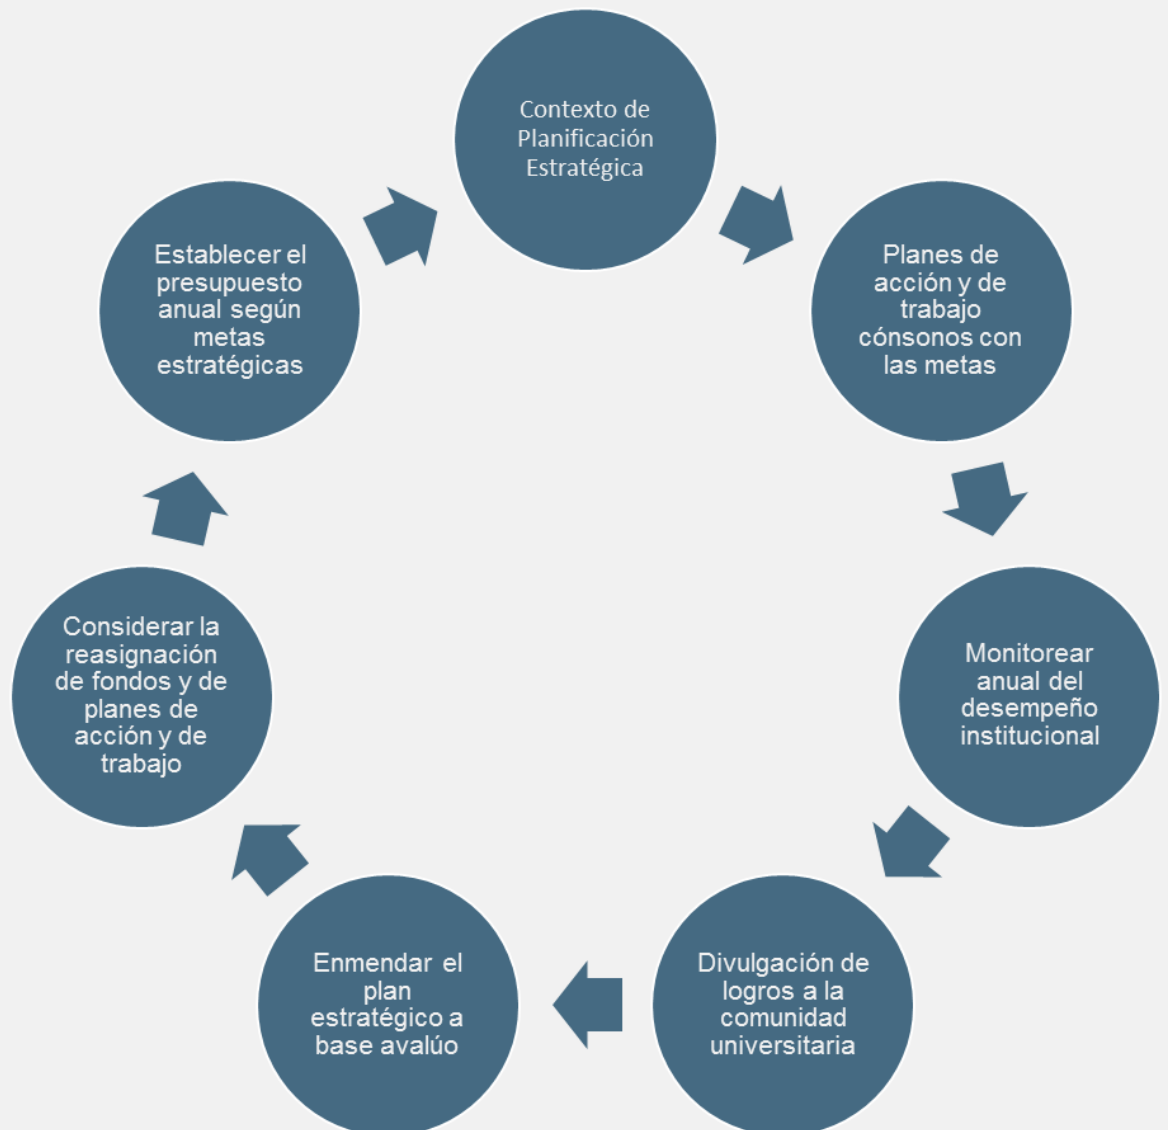 Contexto de
Planificación
Estratégica
Planes de
acción y de
trabajo
cónsonos con
las metas
Monitorear
anual del
desempeño
institucional
Divulgación de
logros a la
comunidad
universitaria
Enmendar el
plan
estratégico a
base avalúo
Considerar la
reasignación
de fondos y de
planes de
acción y de
trabajo
Establecer el
presupuesto
anual según
metas
estratégicas